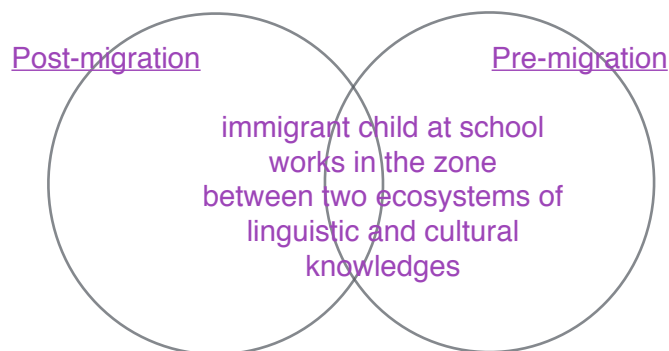 Post-migration
Pre-migration
immigrant child at school
works in the zone
between two ecosystems of
linguistic and cultural
knowledges